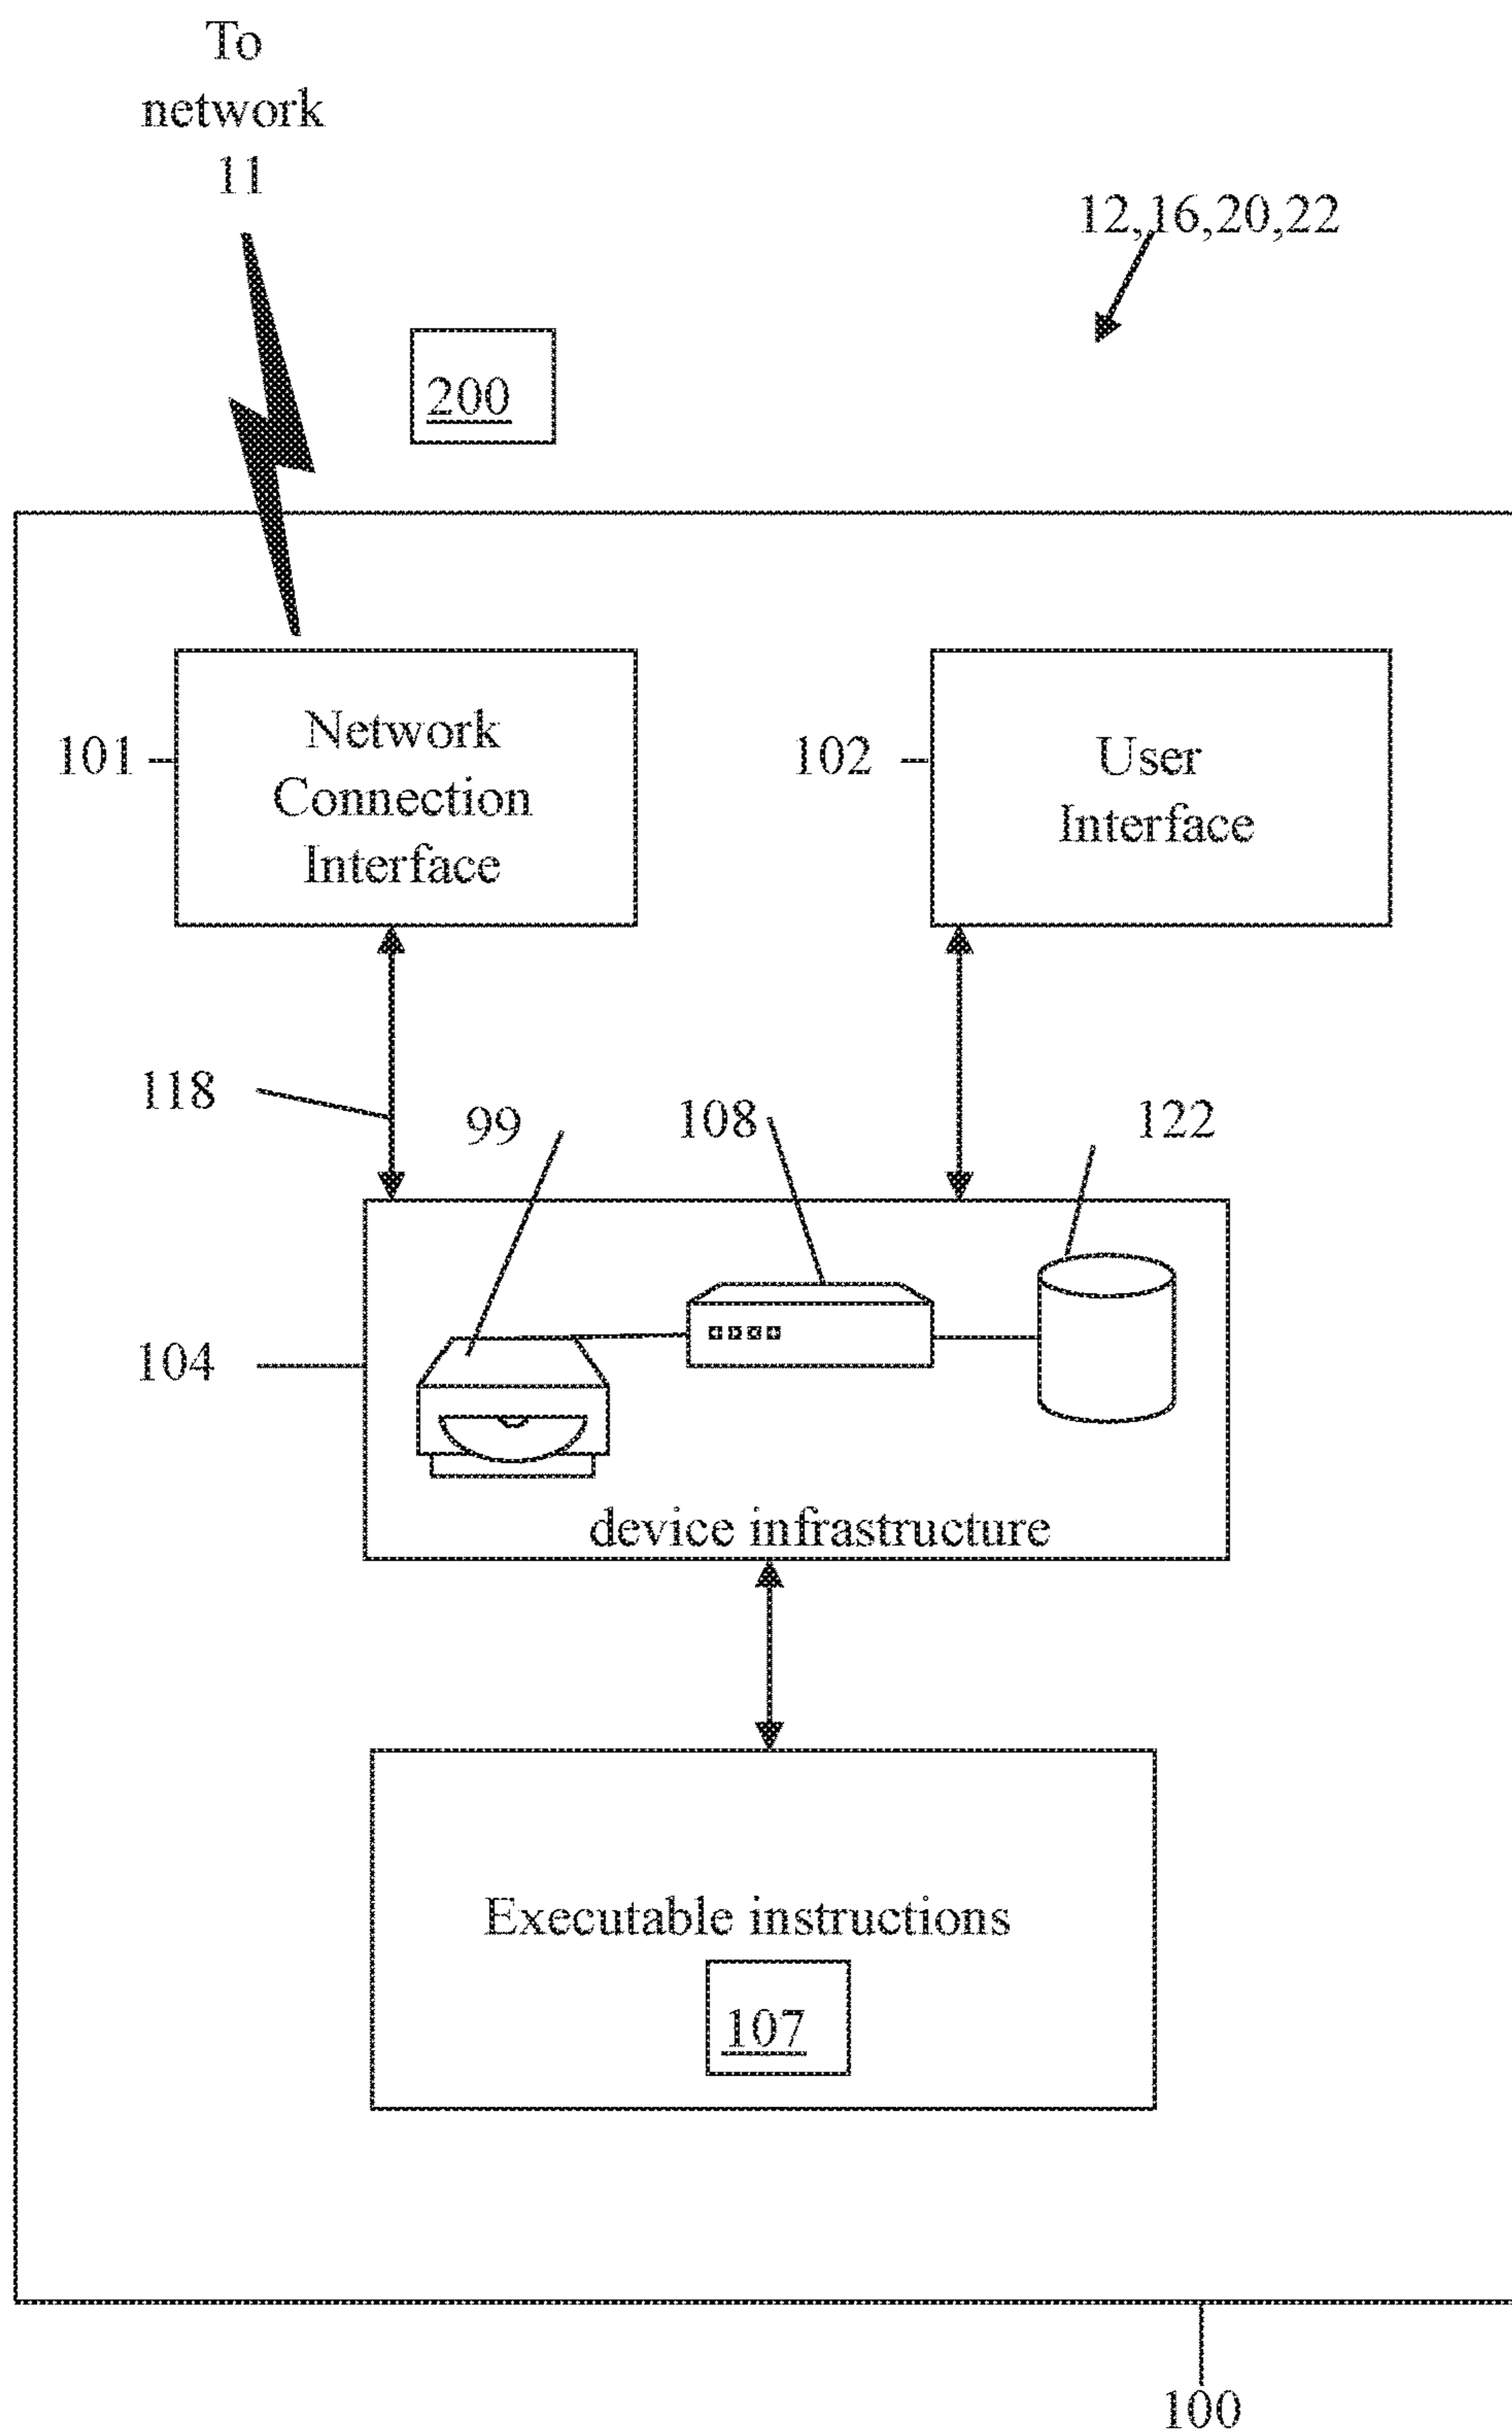 To
network
11
12,16,20,22
200
101
Network
Connection
Interface
102
User
Interface
118
99
108
122
104
device infrastructure
Executable instructions
107
100